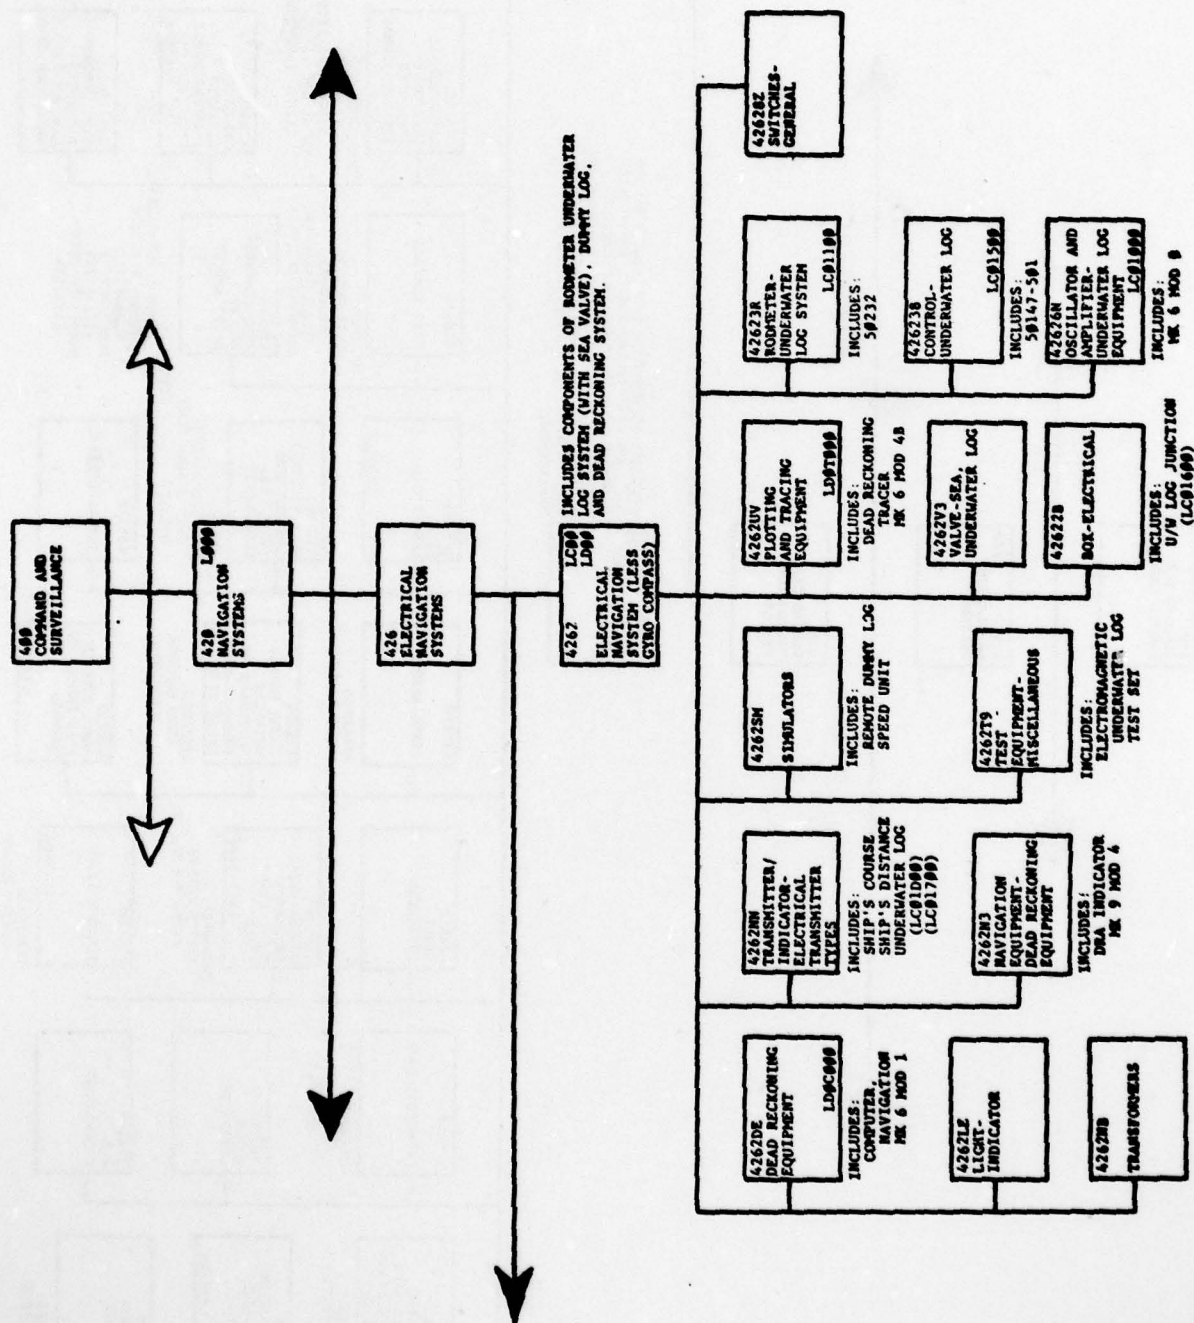 400
COMMAND AND
SURVEILLANCE
420 L000
NAVIGATION
SYSTEMS
426
ELECTRICAL
NAVIGATION
SYSTEMS
4262 LC00
LD00
ELECTRICAL
NAVIGATION
SYSTEM (LESS
GYRO COMPASS)
INCLUDES COMPONENTS OF RODMETER UNDERWATER
LOG SYSTEM (WITH SEA VALVE), DUMMY LOG,
AND DEAD RECKONING SYSTEM.
4262DE
DEAD RECKONING
EQUIPMENT
LD0C000
INCLUDES:
COMPUTER,
NAVIGATION
MK 6 MOD 1
4262LE
LIGHT-
INDICATOR
4262NB
TRANSFORMERS
4262NN
TRANSMITTER/
INDICATOR-
ELECTRICAL
TRANSMITTER
TYPES
INCLUDES:
SHIP'S COURSE
SHIP'S DISTANCE
UNDERWATER LOG
(LC01D00)
(LC01700)
4262N3
NAVIGATION
EQUIPMENT-
DEAD RECKONING
EQUIPMENT
INCLUDES:
DRA INDICATOR
MK 9 MOD 4
4262SM
SIMULATORS
INCLUDES:
REMOTE DUMMY LOG
SPEED UNIT
4262T9
TEST
EQUIPMENT-
MISCELLANEOUS
INCLUDES:
ELECTROMAGNETIC
UNDERWATER LOG
TEST SET
4262UV
PLOTTING
AND TRACING
EQUIPMENT
LD0T000
INCLUDES:
DEAD RECKONING
TRACER
MK 6 MOD 4B
4262V3
VALVE-SEA,
UNDERWATER LOG
42622B
BOX-ELECTRICAL
INCLUDES:
U/W LOG JUNCTION
(LC01600)
42623R
RODMETER-
UNDERWATER
LOG SYSTEM
LC01100
INCLUDES:
50232
426238
CONTROL-
UNDERWATER LOG
LC01500
INCLUDES:
50147-501
42626N
OSCILLATOR AND
AMPLIFIER-
UNDERWATER LOG
EQUIPMENT
LC01000
INCLUDES:
MK 6 MOD 0
42628Z
SWITCHES-
GENERAL